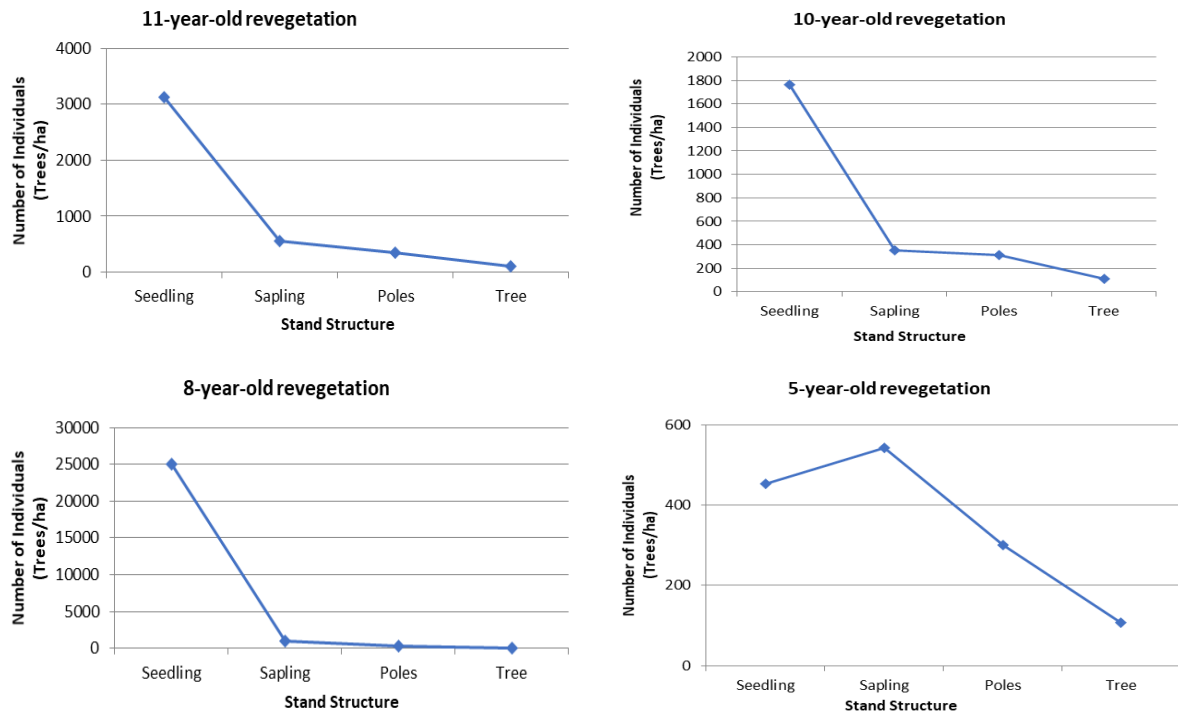 11-year-old revegetation
Number of Individuals
(Trees/ha)
4000
3000
2000
1000
0
Seedling Sapling Poles Tree
Stand Structure
10-year-old revegetation
Number of Individuals
(Trees/ha)
2000
1800
1600
1400
1200
1000
800
600
400
200
0
Seedling Sapling Poles Tree
Stand Structure
8-year-old revegetation
Number of Individuals
(Trees/ha)
30000
25000
20000
15000
10000
5000
0
Seedling Sapling Poles Tree
Stand Structure
5-year-old revegetation
Number of Individuals
(Trees/ha)
600
400
200
0
Seedling Sapling Poles Tree
Stand Structure